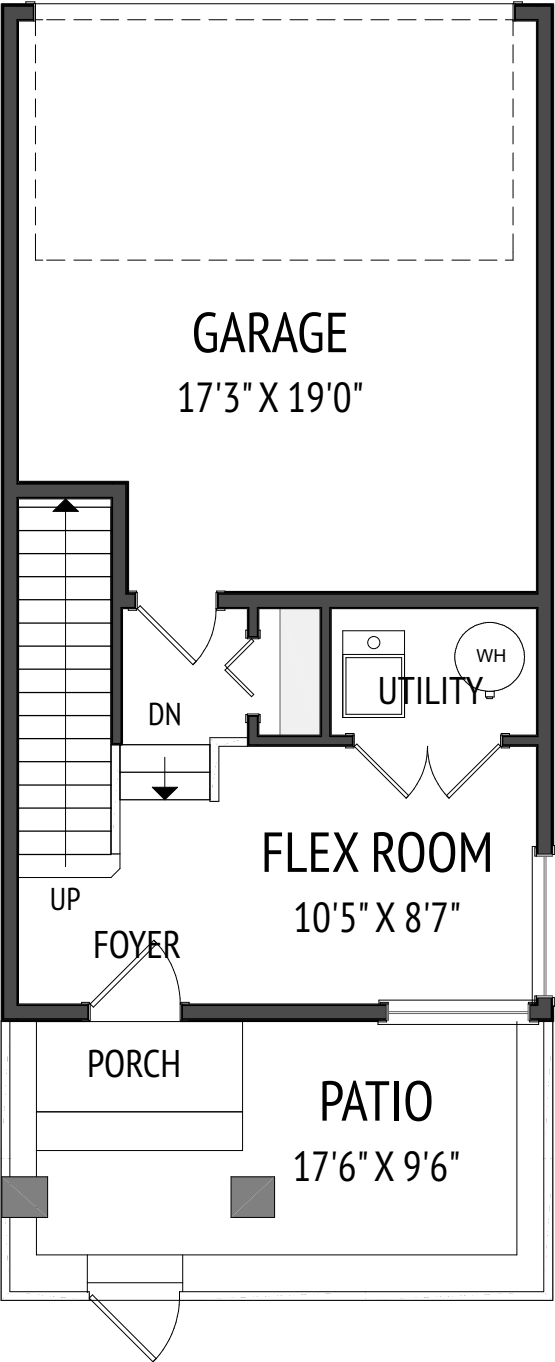 GARAGE
17'3" X 19'0"
WH
UTILITY
DN
FLEX ROOM
10'5" X 8'7"
UP
FOYER
PORCH
PATIO
17'6" X 9'6"